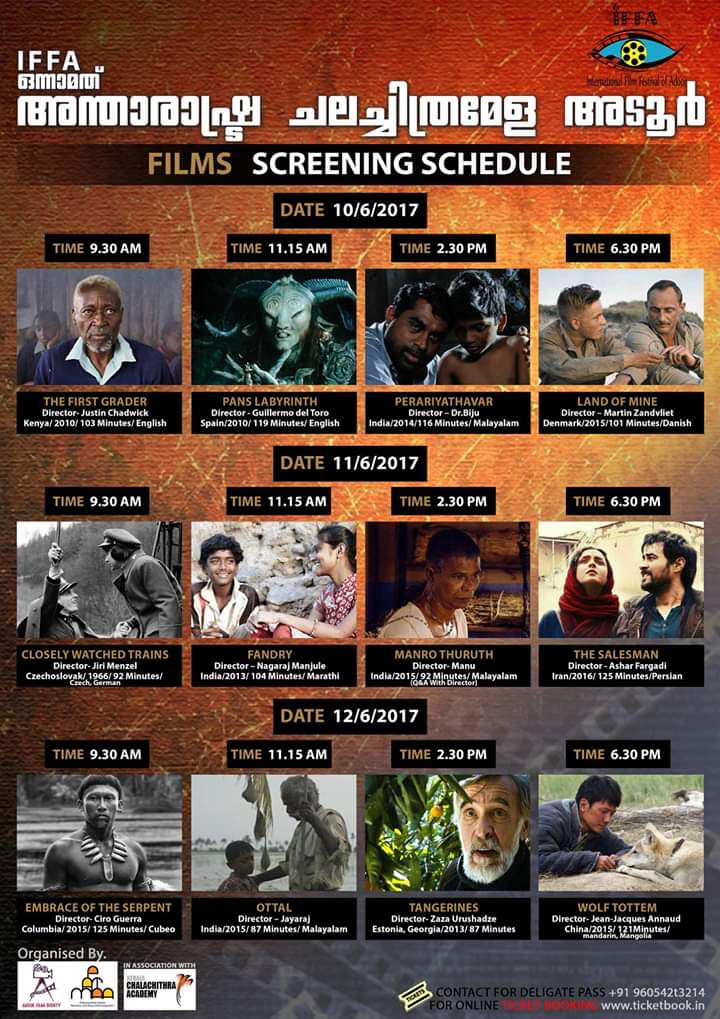 IFFA
IFFA
ഒന്നാമത്
International Film Festival of Adoor
അന്താരാഷ്ട്ര ചലച്ചിത്രമേള അടൂർ
FILMS SCREENING SCHEDULE
DATE 10/6/2017
TIME 9.30 AM TIME 11.15 AM TIME 2.30 PM TIME 6.30 PM
THE FIRST GRADER
Director- Justin Chadwick
Kenya/ 2010/ 103 Minutes/ English
PANS LABYRINTH
Director - Guillermo del Toro
Spain/2010/ 119 Minutes/ English
PERARIYATHAVAR
Director – Dr.Biju
India/2014/116 Minutes/ Malayalam
LAND OF MINE
Director – Martin Zandvliet
Denmark/2015/101 Minutes/Danish
DATE 11/6/2017
TIME 9.30 AM TIME 11.15 AM TIME 2.30 PM TIME 6.30 PM
CLOSELY WATCHED TRAINS
Director- Jiri Menzel
Czechoslovak/ 1966/ 92 Minutes/
Czech, German
FANDRY
Director – Nagaraj Manjule
India/2013/ 104 Minutes/ Marathi
MANRO THURUTH
Director- Manu
India/2015/ 92 Minutes/ Malayalam
(Q&A With Director)
THE SALESMAN
Director - Ashar Fargadi
Iran/2016/ 125 Minutes/Persian
DATE 12/6/2017
TIME 9.30 AM TIME 11.15 AM TIME 2.30 PM TIME 6.30 PM
EMBRACE OF THE SERPENT
Director- Ciro Guerra
Columbia/ 2015/ 125 Minutes/ Cubeo
OTTAL
Director – Jayaraj
India/2015/ 87 Minutes/ Malayalam
TANGERINES
Director- Zaza Urushadze
Estonia, Georgia/2013/ 87 Minutes
WOLF TOTTEM
Director- Jean-Jacques Annaud
China/2015/ 121Minutes/
mandarin, Mangolia
Organised By.
IN ASSOCIATION WITH
KERALA
CHALACHITHRA
ACADEMY
TICKETS
CONTACT FOR DELIGATE PASS +91 960542t3214
FOR ONLINE TICKET BOOKING www.ticketbook.in